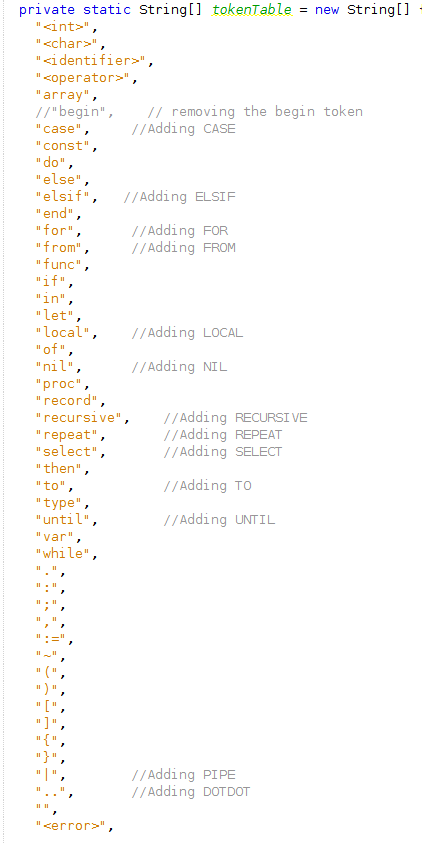 private static String[] tokenTable = new String[] {
"<int>",
"<char>",
"<identifier>",
"<operator>",
"array",
//"begin",    // removing the begin token
"case",     //Adding CASE
"const",
"do",
"else",
"elsif",   //Adding ELSIF
"end",
"for",      //Adding FOR
"from",     //Adding FROM
"func",
"if",
"in",
"let",
"local",    //Adding LOCAL
"of",
"nil",      //Adding NIL
"proc",
"record",
"recursive",    //Adding RECURSIVE
"repeat",       //Adding REPEAT
"select",       //Adding SELECT
"then",
"to",           //Adding TO
"type",
"until",        //Adding UNTIL
"var",
"while",
".",
":",
";",
",",
":=",
"~",
"(",
")",
"[",
"]",
"{",
"}",
"|",        //Adding PIPE
"..",       //Adding DOTDOT
"",
"<error>",